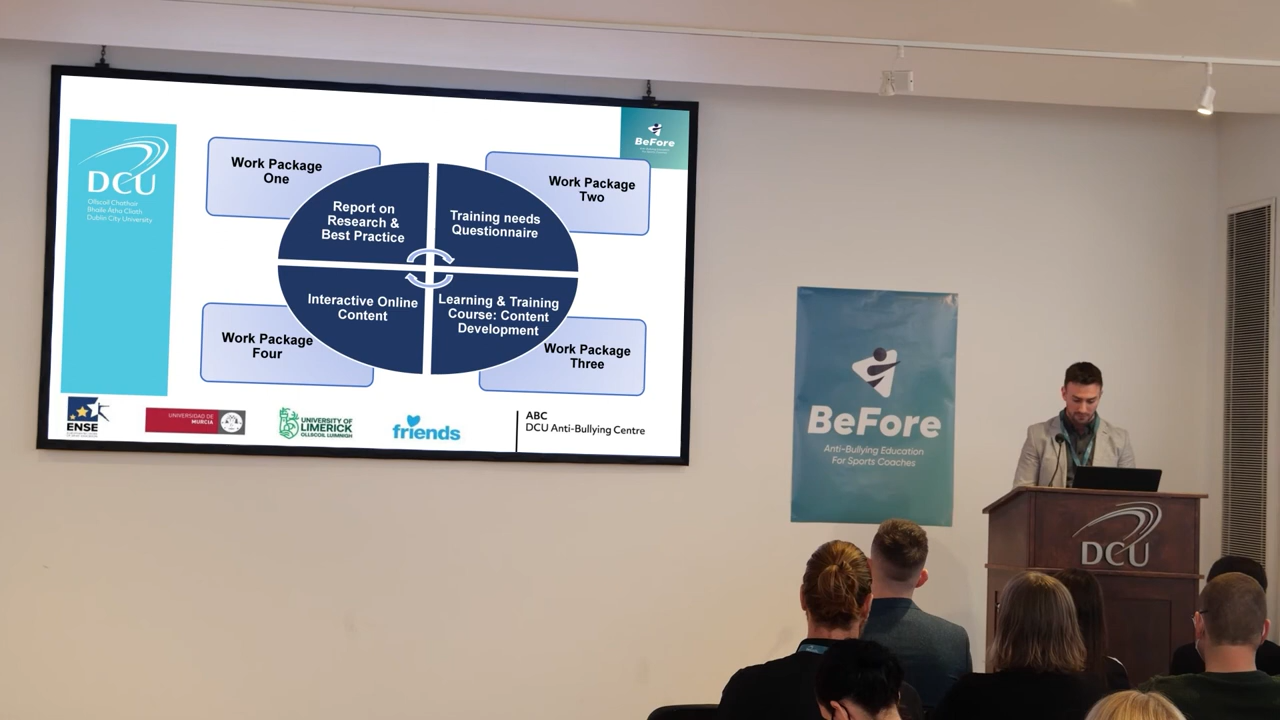 DCU
Ollscoil Chathair
Bhaile Átha Cliath
Dublin City University
BeFore
Work Package
One
Work Package
Two
Report on
Research &
Best Practice
Training needs
Questionnaire
Interactive Online
Content
Learning & Training
Course: Content
Development
Work Package
Four
Work Package
Three
ENSE
UNIVERSIDAD DE
MURCIA
UNIVERSITY OF
LIMERICK
OLLSCOIL LUIMNIGH
friends
ABC
DCU Anti-Bullying Centre
BeFore
Anti-Bullying Education
For Sports Coaches
DCU